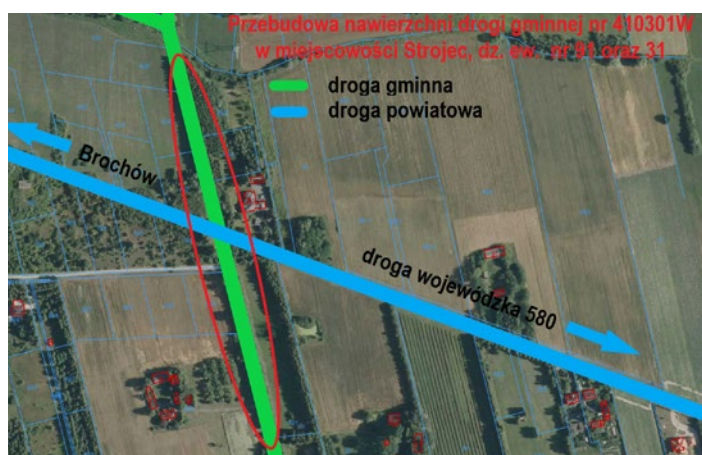 Przebudowa nawierzchni drogi gminnej nr 410301W
w miejscowości Strojec, dz. ew. nr 91 oraz 31
droga gminna
droga powiatowa
Brochów
droga wojewódzka 580